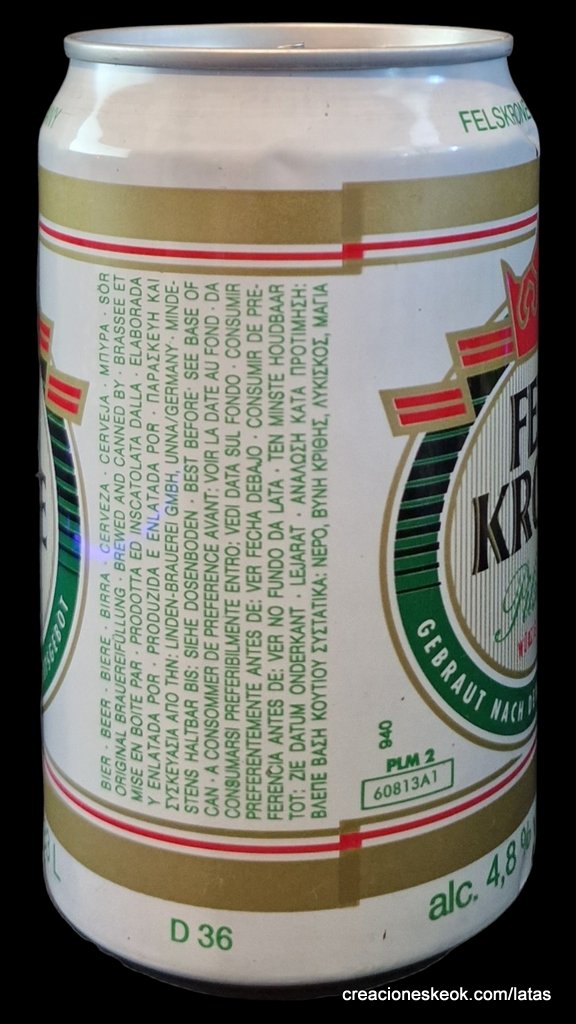 FELSKRONE
BIER · BEER · BIERE · BIRRA · CERVEZA · CERVEJA · ΜΠΥΡΑ · SÖR
ORIGINAL BRAUEREIFÜLLUNG · BREWED AND CANNED BY · BRASSEE ET
MISE EN BOITE PAR · PRODOTTA ED INSCATOLATA DALLA · ELABORADA
Y ENLATADA POR · PRODUZIDA E ENLATADA POR · ΠΑΡΑΣΚΕΥΗ ΚΑΙ
ΣΥΣΚΕΥΑΣΙΑ ΑΠΟ ΤΗΝ: LINDEN-BRAUEREI GMBH, UNNA/GERMANY · MINDE-
STENS HALTBAR BIS: SIEHE DOSENBODEN · BEST BEFORE: SEE BASE OF
CAN · A CONSOMMER DE PREFERENCE AVANT: VOIR LA DATE AU FOND · DA
CONSUMARSI PREFERIBILMENTE ENTRO: VEDI DATA SUL FONDO · CONSUMIR
PREFERENTEMENTE ANTES DE: VER FECHA DEBAJO · CONSUMIR DE PRE-
FERENCIA ANTES DE: VER NO FUNDO DA LATA · TEN MINSTE HOUDBAAR
TOT: ZIE DATUM ONDERKANT · LEJARAT · ΑΝΑΛΩΣΗ ΚΑΤΑ ΠΡΟΤΙΜΗΣΗ:
ΒΛΕΠΕ ΒΑΣΗ ΚΟΥΤΙΟΥ ΣΥΣΤΑΤΙΚΑ: ΝΕΡΟ, ΒΥΝΗ ΚΡΙΘΗΣ, ΛΥΚΙΣΚΟΣ, ΜΑΓΙΑ
FE
KRO
GEBRAUT NACH DE
940
PLM 2
60813A1
alc. 4,8 %
D 36
creacioneskeok.com/latas